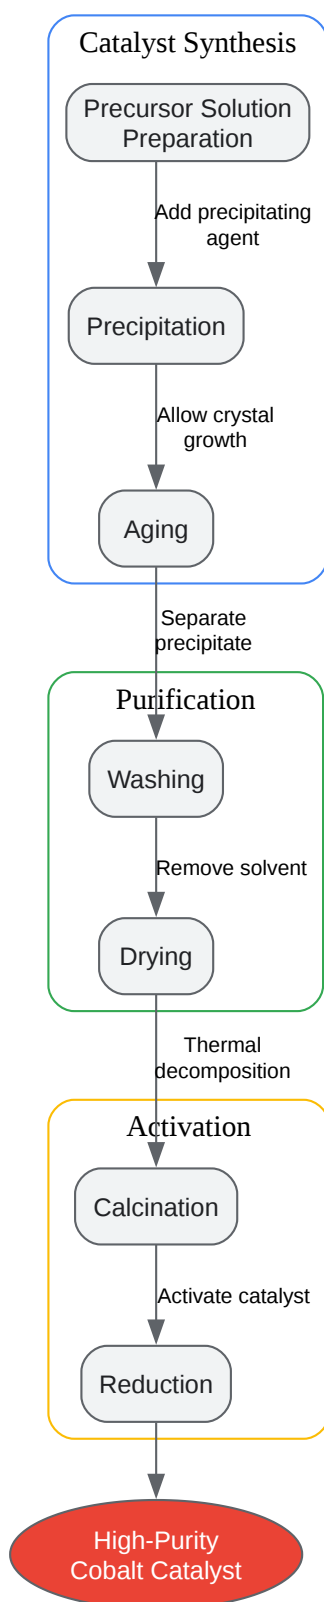 Catalyst Synthesis
Precursor Solution
Preparation
Add precipitating
agent
Precipitation
Allow crystal
growth
Aging
Separate
precipitate
Purification
Washing
Remove solvent
Drying
Thermal
decomposition
Activation
Calcination
Activate catalyst
Reduction
High-Purity
Cobalt Catalyst